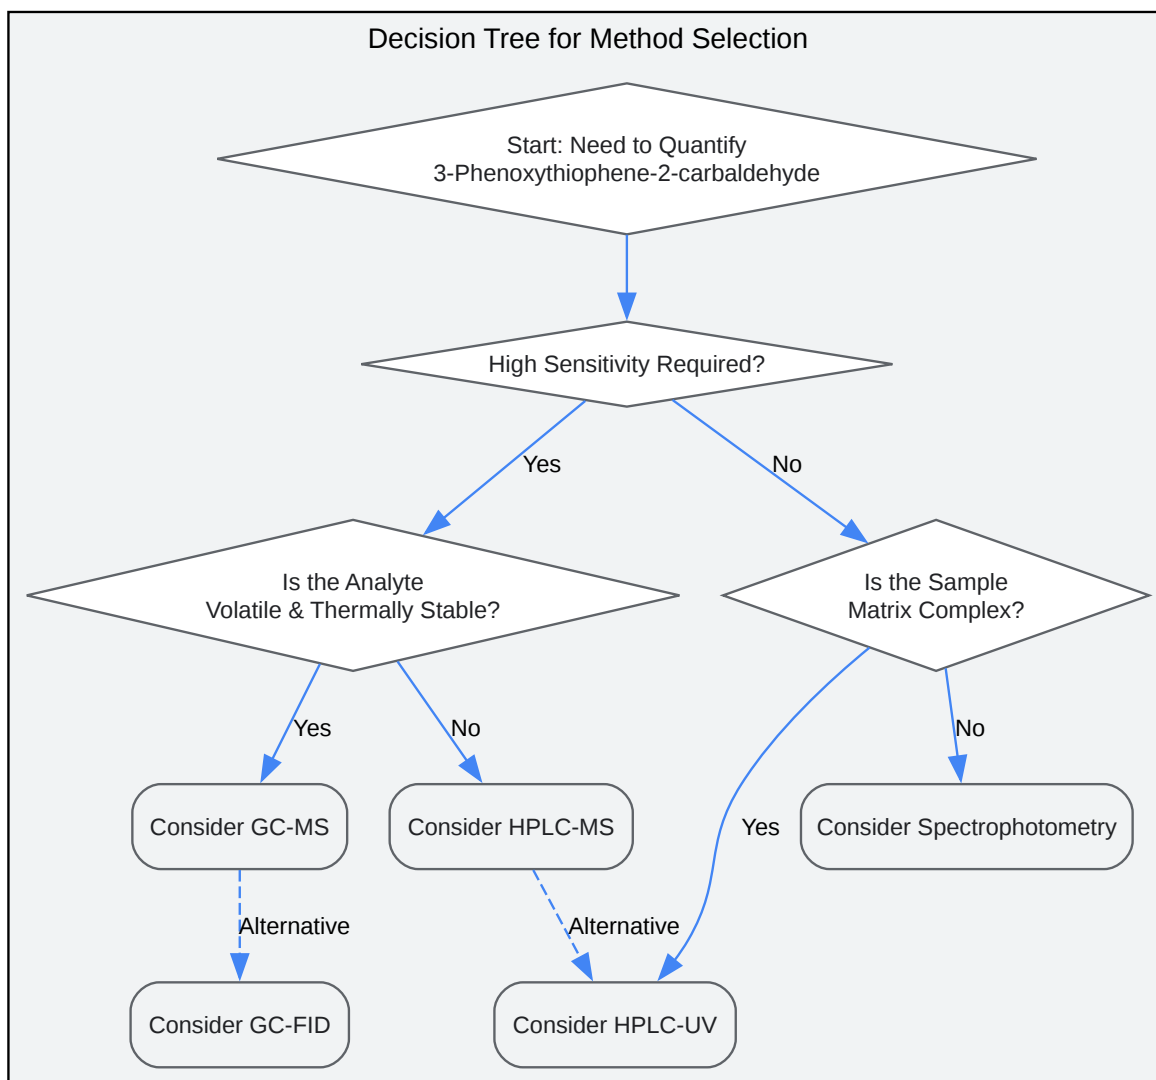 Decision Tree for Method Selection
Start: Need to Quantify
3-Phenoxythiophene-2-carbaldehyde
High Sensitivity Required?
Yes
No
Is the Analyte
Volatile & Thermally Stable?
Is the Sample
Matrix Complex?
Yes
No
No
Consider GC-MS
Consider HPLC-MS
Yes
Consider Spectrophotometry
Alternative
Alternative
Consider GC-FID
Consider HPLC-UV